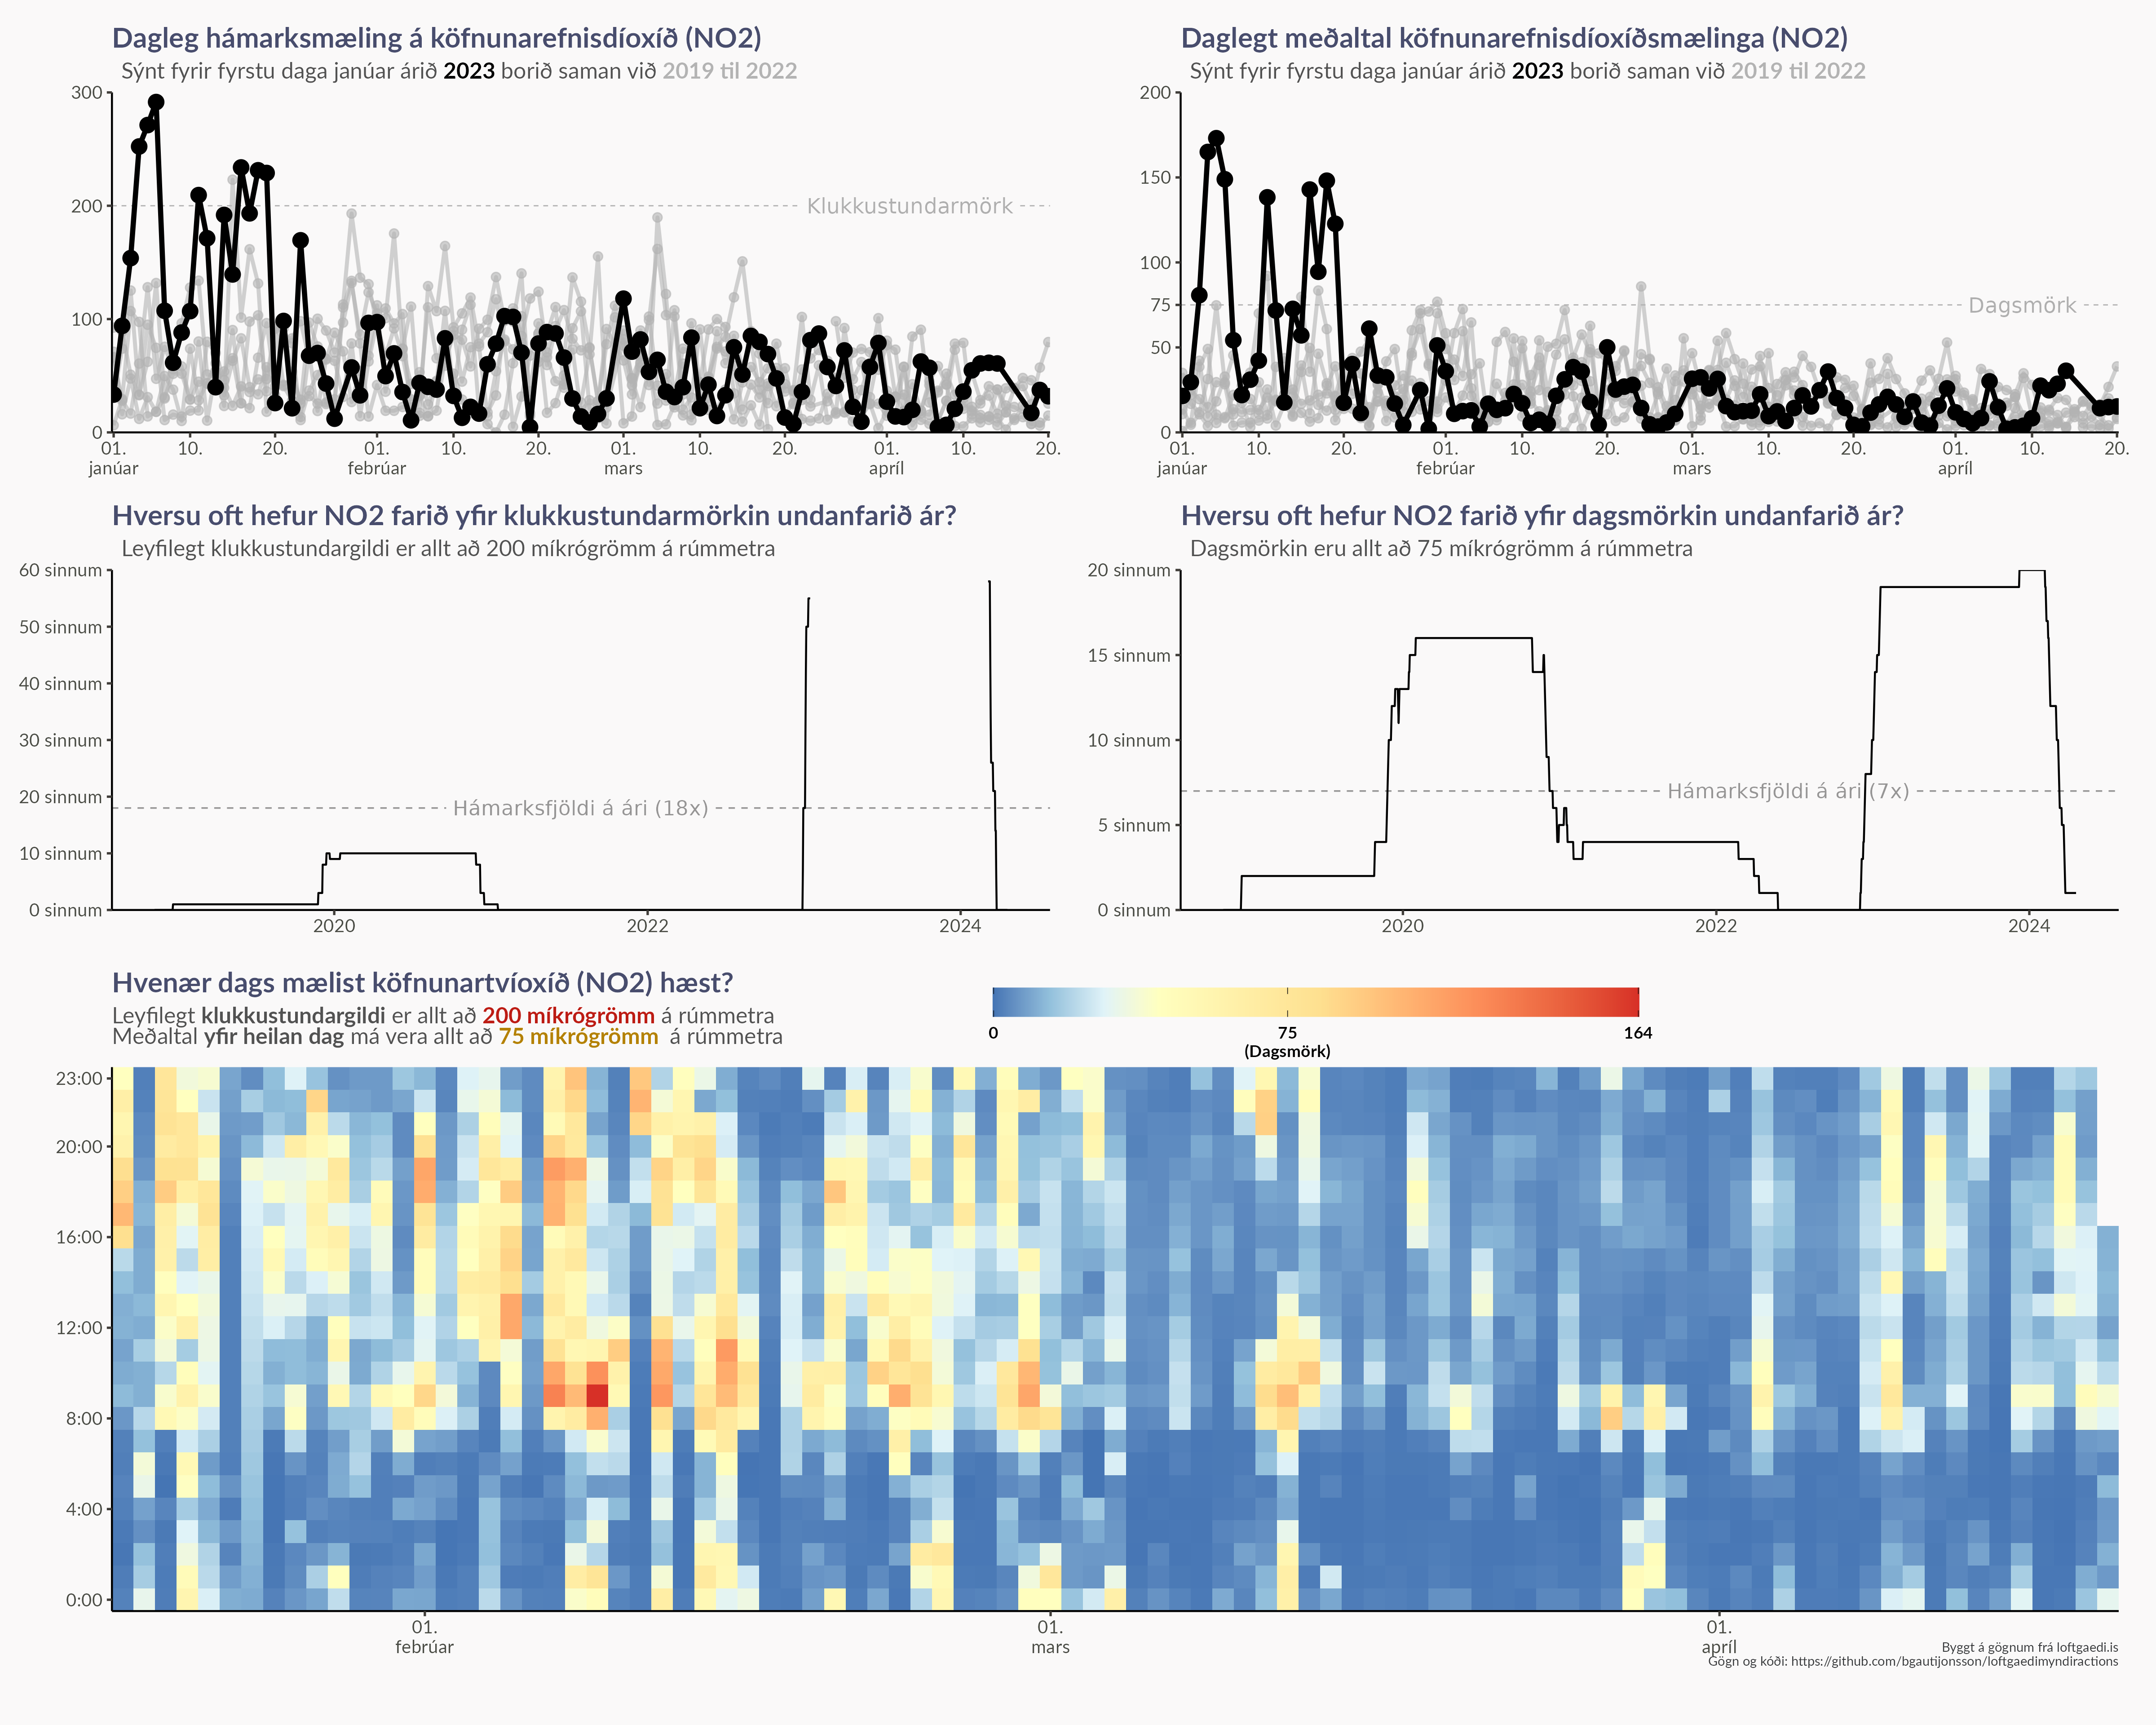 Dagleg hámarksmæling á köfnunarefnisdíoxíð (NO2)
Sýnt fyrir fyrstu daga janúar árið 2023 borið saman við 2019 til 2022
300
200
100
0
Klukkustundarmörk
01. 10. 20. 01. 10. 20. 01. 10. 20. 01. 10. 20.
janúar febrúar mars apríl
Daglegt meðaltal köfnunarefnisdíoxíðsmælinga (NO2)
Sýnt fyrir fyrstu daga janúar árið 2023 borið saman við 2019 til 2022
200
150
100
75
50
0
Dagsmörk
01. 10. 20. 01. 10. 20. 01. 10. 20. 01. 10. 20.
janúar febrúar mars apríl
Hversu oft hefur NO2 farið yfir klukkustundarmörkin undanfarið ár?
Leyfilegt klukkustundargildi er allt að 200 míkrógrömm á rúmmetra
60 sinnum
50 sinnum
40 sinnum
30 sinnum
20 sinnum
Hámarksfjöldi á ári (18x)
10 sinnum
0 sinnum
2020 2022 2024
Hversu oft hefur NO2 farið yfir dagsmörkin undanfarið ár?
Dagsmörkin eru allt að 75 míkrógrömm á rúmmetra
20 sinnum
15 sinnum
10 sinnum
Hámarksfjöldi á ári (7x)
5 sinnum
0 sinnum
2020 2022 2024
Hvenær dags mælist köfnunartvíoxíð (NO2) hæst?
Leyfilegt klukkustundargildi er allt að 200 míkrógrömm á rúmmetra
Meðaltal yfir heilan dag má vera allt að 75 míkrógrömm á rúmmetra
0 75 164
(Dagsmörk)
23:00
20:00
16:00
12:00
8:00
4:00
0:00
01. 01. 01.
febrúar mars apríl
Byggt á gögnum frá loftgaedi.is
Gögn og kóði: https://github.com/bgautijonsson/loftgaedimyndiractions